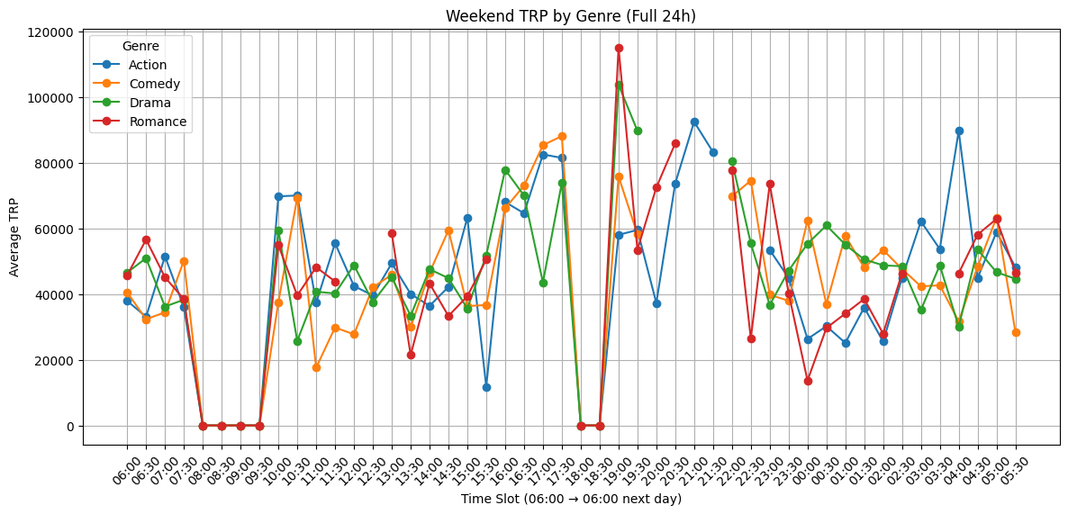 Weekend TRP by Genre (Full 24h)
Genre
Action
Comedy
Drama
Romance
Average TRP
120000
100000
80000
60000
40000
20000
0
06:00 06:30 07:00 07:30 08:00 08:30 09:00 09:30 10:00 10:30 11:00 11:30 12:00 12:30 13:00 13:30 14:00 14:30 15:00 15:30 16:00 16:30 17:00 17:30 18:00 18:30 19:00 19:30 20:00 20:30 21:00 21:30 22:00 22:30 23:00 23:30 00:00 00:30 01:00 01:30 02:00 02:30 03:00 03:30 04:00 04:30 05:00 05:30
Time Slot (06:00 → 06:00 next day)